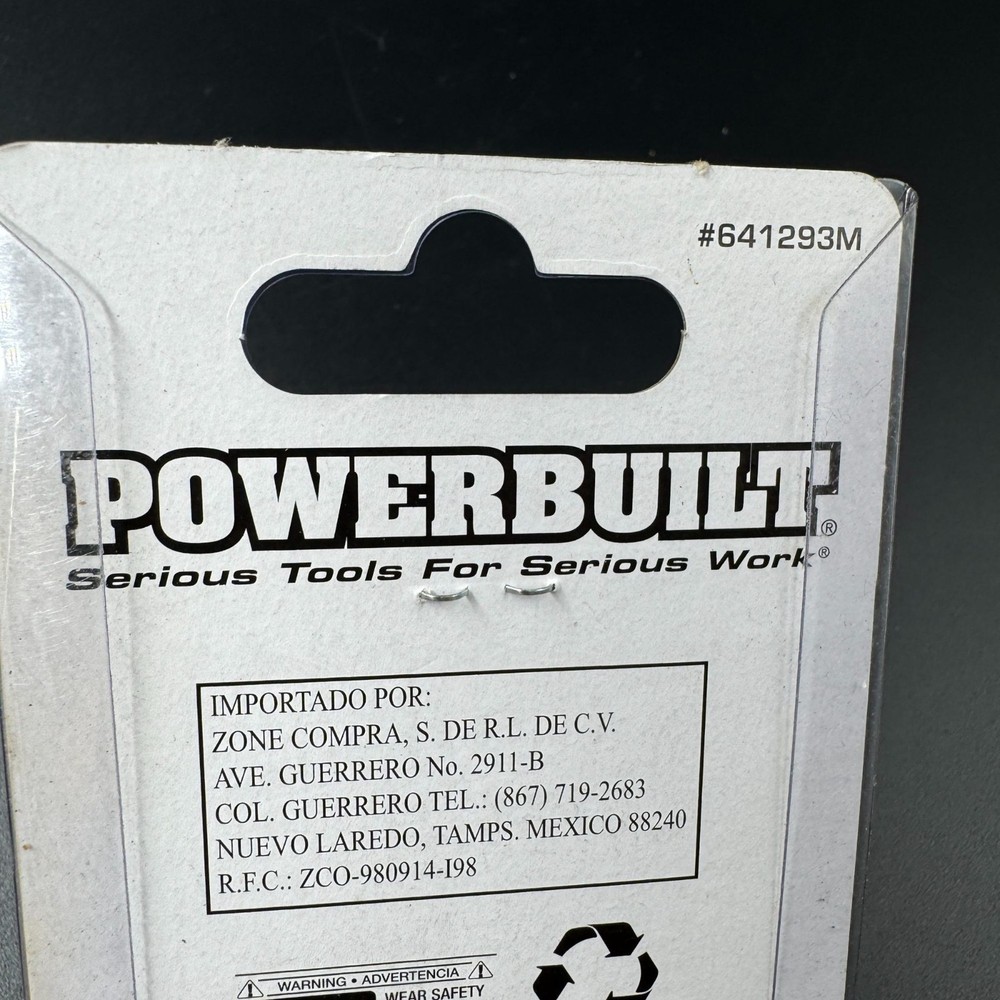 #641293M
POWERBUILT®
Serious Tools For Serious Work®
IMPORTADO POR:
ZONE COMPRA, S. DE R.L. DE C.V.
AVE. GUERRERO No. 2911-B
COL. GUERRERO TEL.: (867) 719-2683
NUEVO LAREDO, TAMPS. MEXICO 88240
R.F.C.: ZCO-980914-I98
WARNING • ADVERTENCIA
WEAR SAFETY